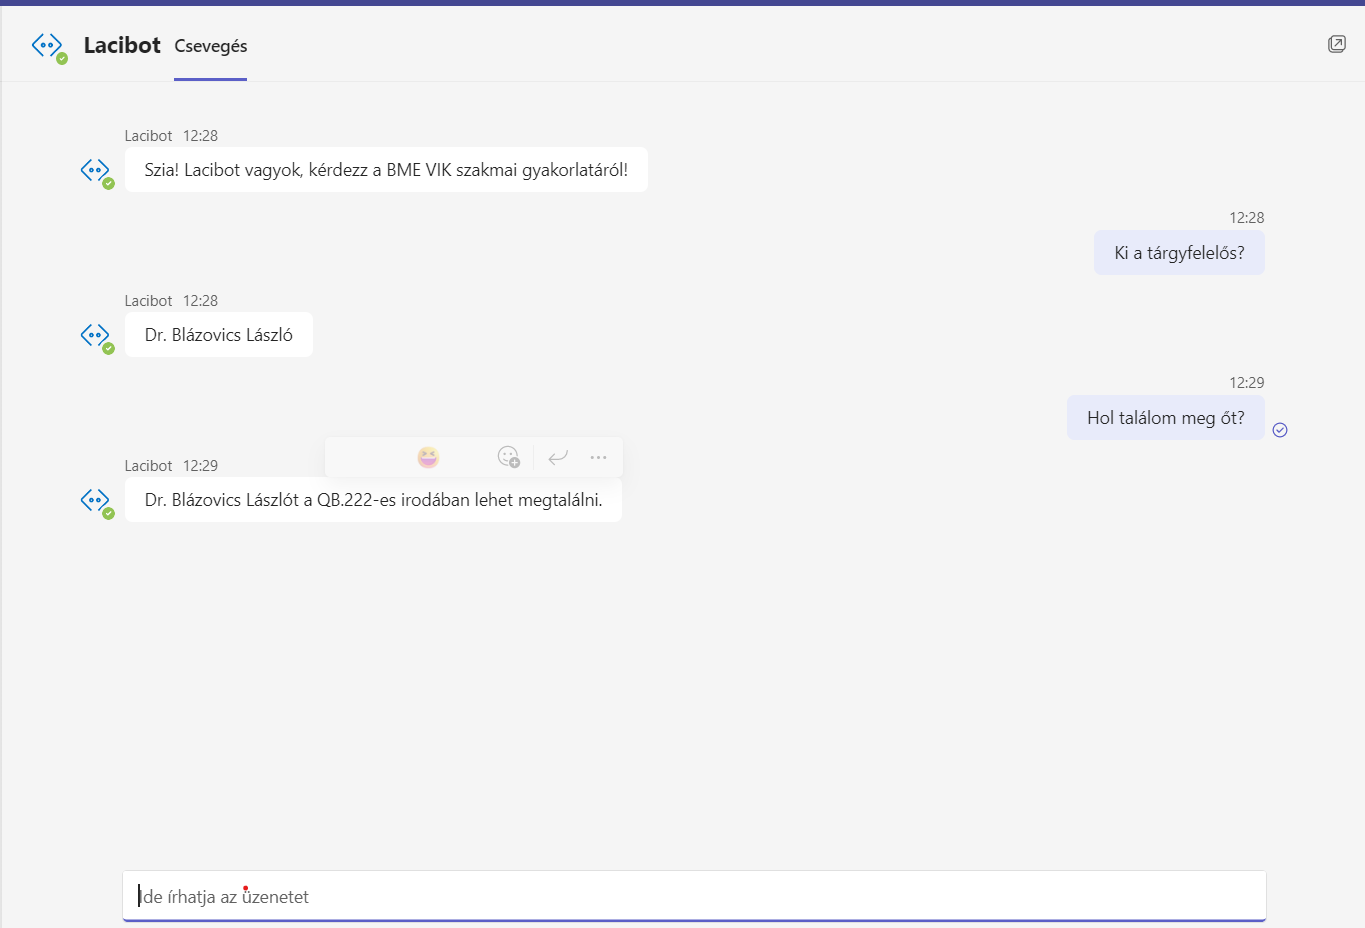 Lacibot Csevegés
Lacibot 12:28
Szia! Lacibot vagyok, kérdezz a BME VIK szakmai gyakorlatáról!
12:28
Ki a tárgyfelelős?
Lacibot 12:28
Dr. Blázovics László
12:29
Hol találom meg őt?
Lacibot 12:29
Dr. Blázovics Lászlót a QB.222-es irodában lehet megtalálni.
Ide írhatja az üzenetet